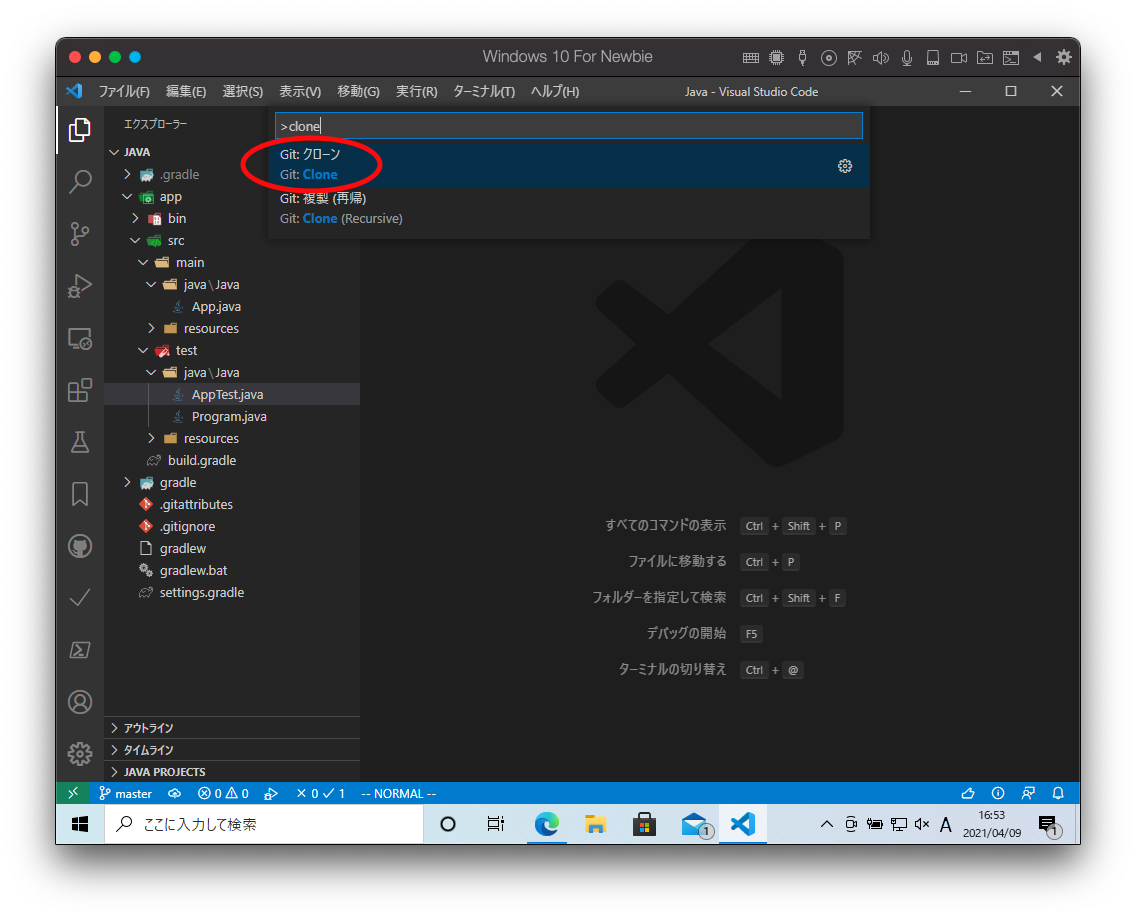 Windows 10 For Newbie
ファイル(F) 編集(E) 選択(S) 表示(V) 移動(G) 実行(R) ターミナル(T) ヘルプ(H) Java - Visual Studio Code
エクスプローラー
>clone
Git: クローン
Git: Clone
Git: 複製 (再帰)
Git: Clone (Recursive)
JAVA
.gradle
app
bin
src
main
java\Java
App.java
resources
test
java\Java
AppTest.java
Program.java
resources
build.gradle
gradle
.gitattributes
.gitignore
gradlew
gradlew.bat
settings.gradle
すべてのコマンドの表示 Ctrl + Shift + P
ファイルに移動する Ctrl + P
フォルダーを指定して検索 Ctrl + Shift + F
デバッグの開始 F5
ターミナルの切り替え Ctrl + @
アウトライン
タイムライン
JAVA PROJECTS
master 0 0 0 1 -- NORMAL --
ここに入力して検索 1 A 16:53 1
2021/04/09